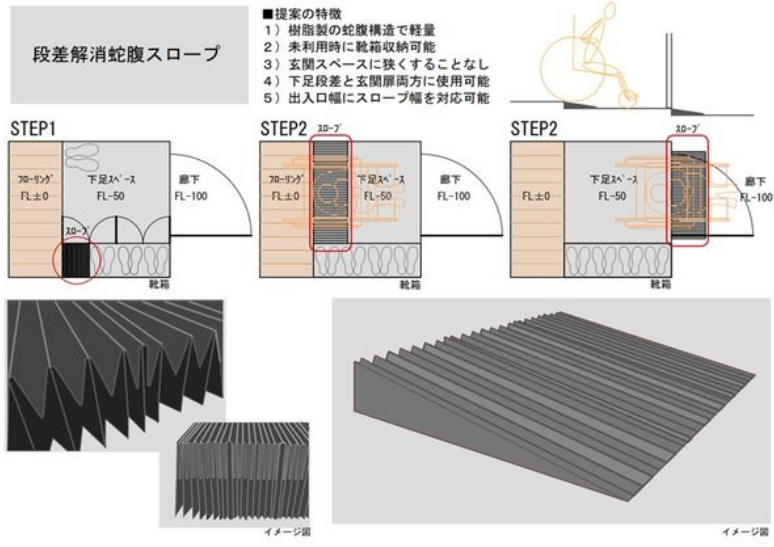 段差解消蛇腹スロープ
■提案の特徴
1）樹脂製の蛇腹構造で軽量
2）未利用時に靴箱収納可能
3）玄関スペースに狭くすることなし
4）下足段差と玄関扉両方に使用可能
5）出入口幅にスロープ幅を対応可能
STEP1
フローリング
FL±0
下足スペース
FL-50
廊下
FL-100
スロープ
靴箱
STEP2
スロープ
フローリング
FL±0
下足スペース
FL-50
廊下
FL-100
靴箱
STEP2
スロープ
FL±0
下足スペース
FL-50
廊下
FL-100
靴箱
イメージ図
イメージ図